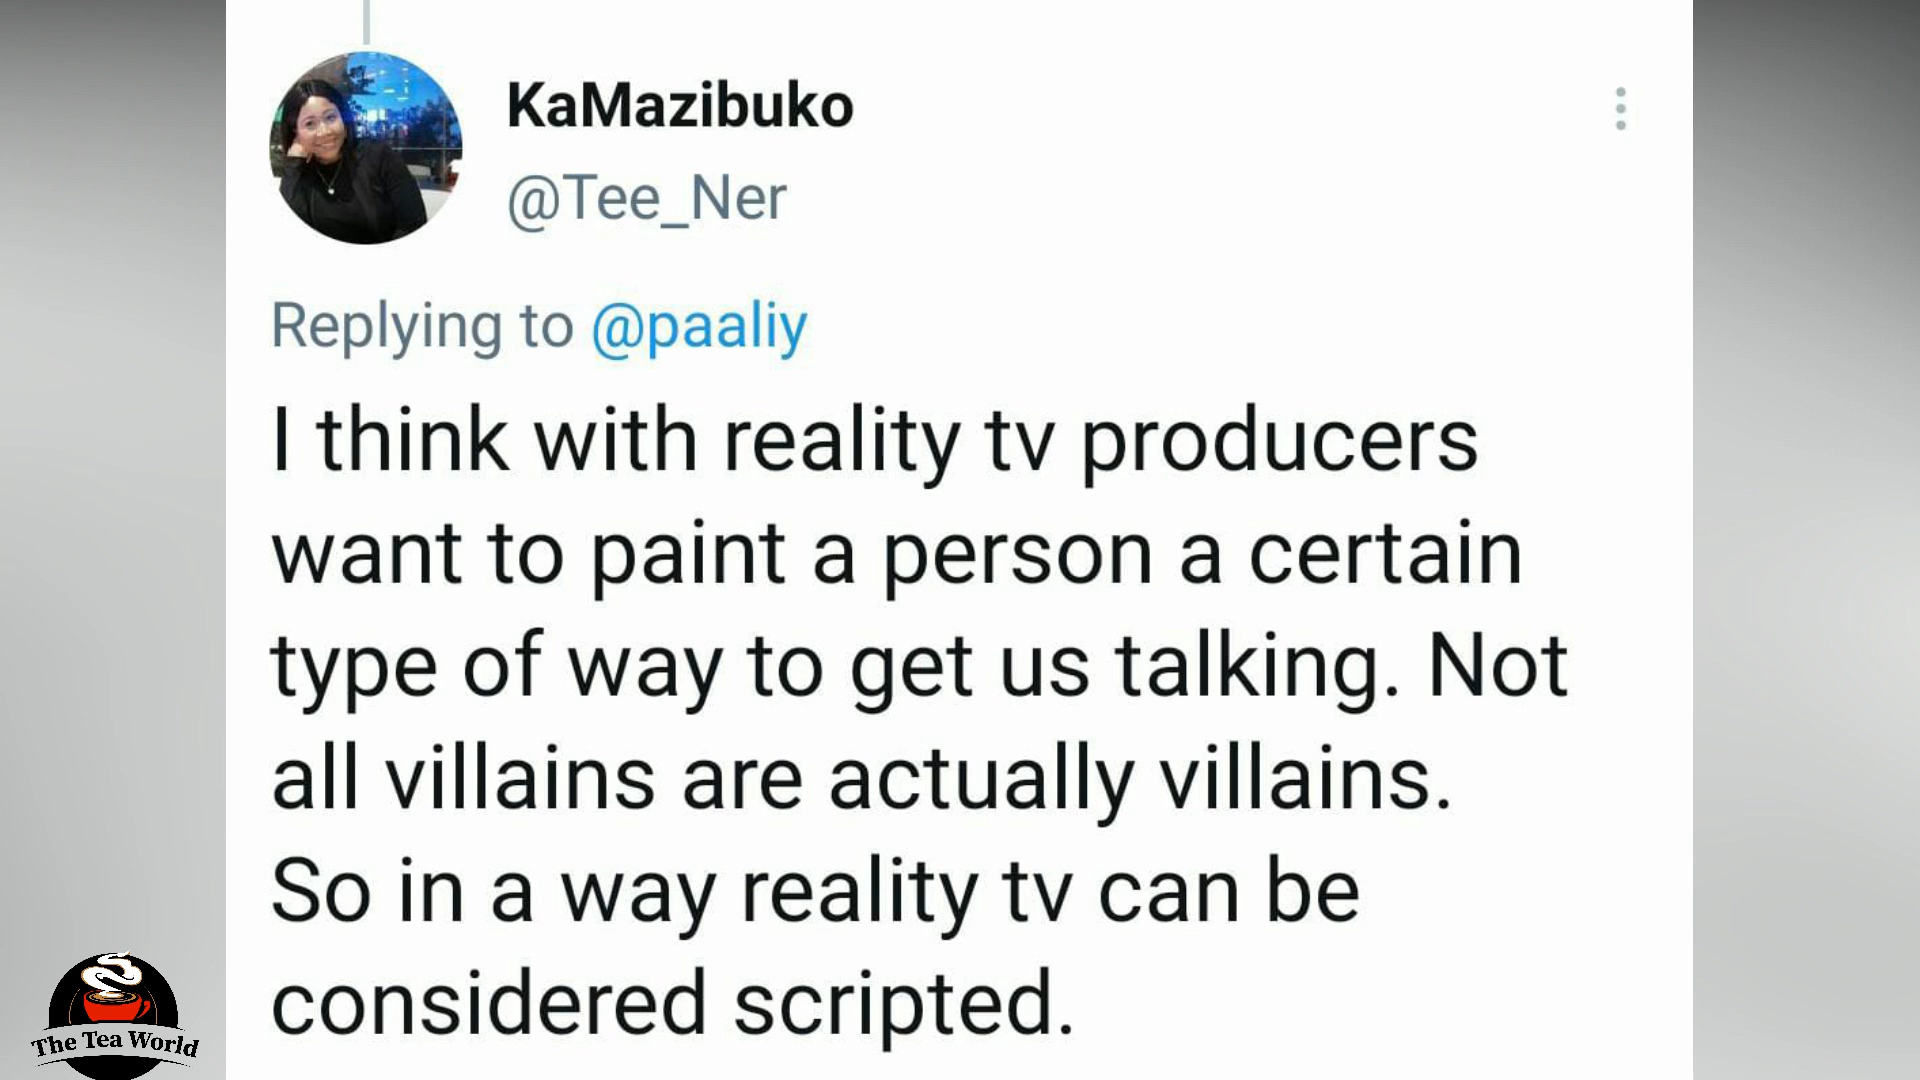 KaMazibuko
@Tee_Ner
Replying to @paaliy
I think with reality tv producers
want to paint a person a certain
type of way to get us talking. Not
all villains are actually villains.
So in a way reality tv can be
considered scripted.
The Tea World